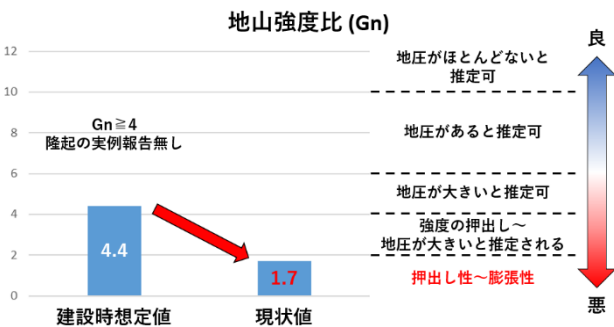 地山強度比 (Gn)
良
12
10
8
6
4
2
0
Gn≧4
隆起の実例報告無し
4.4
1.7
建設時想定値
現状値
地圧がほとんどないと
推定可
地圧があると推定可
地圧が大きいと推定可
強度の押出し～
地圧が大きいと推定される
押出し性～膨張性
悪